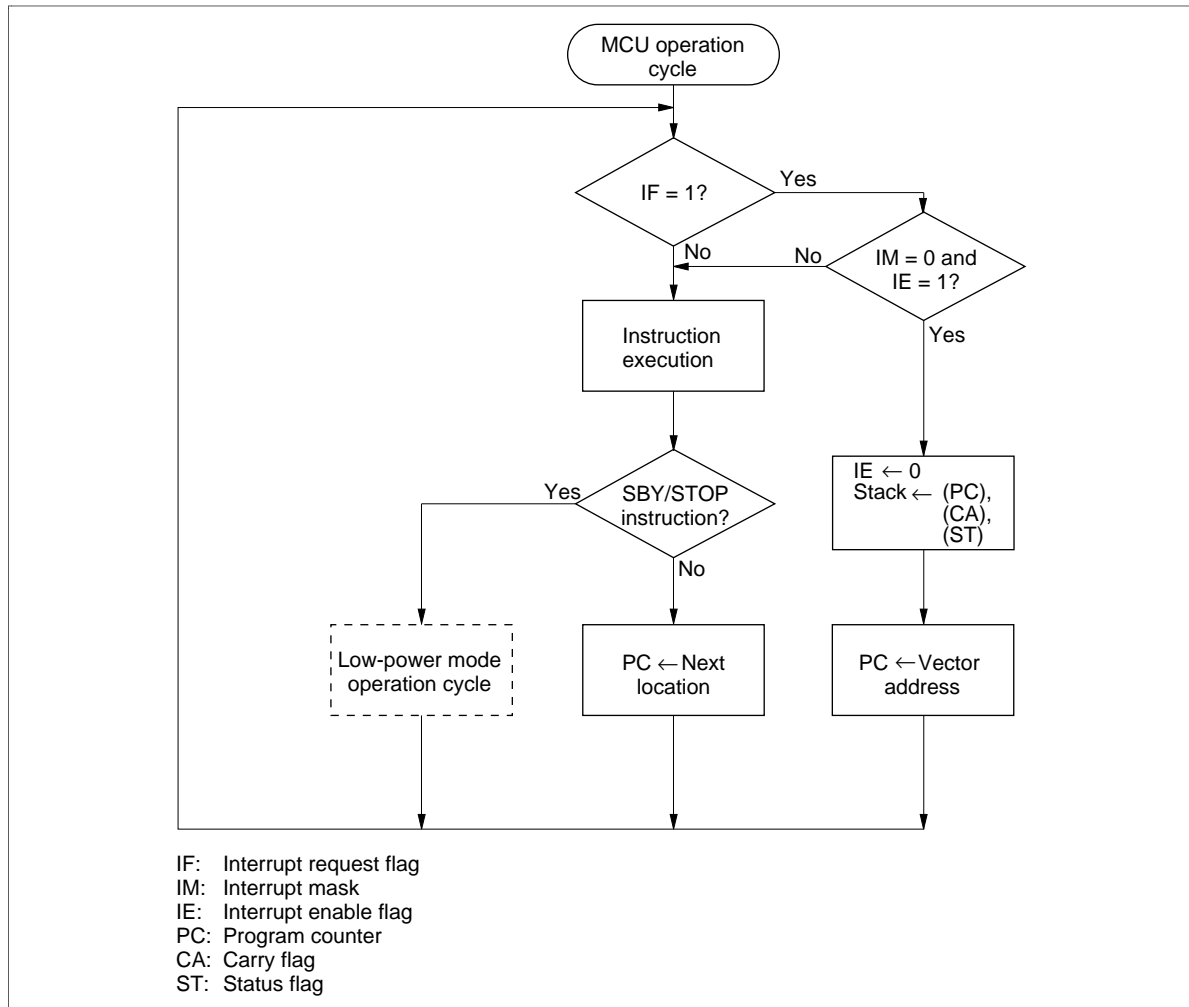 MCU operation
cycle
IF = 1?
Yes
No
No
IM = 0 and
IE = 1?
Yes
Instruction
execution
IE ← 0
Stack ← (PC),
(CA),
(ST)
Yes
SBY/STOP
instruction?
No
Low-power mode
operation cycle
PC ← Next
location
PC ← Vector
address
IF: Interrupt request flag
IM: Interrupt mask
IE: Interrupt enable flag
PC: Program counter
CA: Carry flag
ST: Status flag